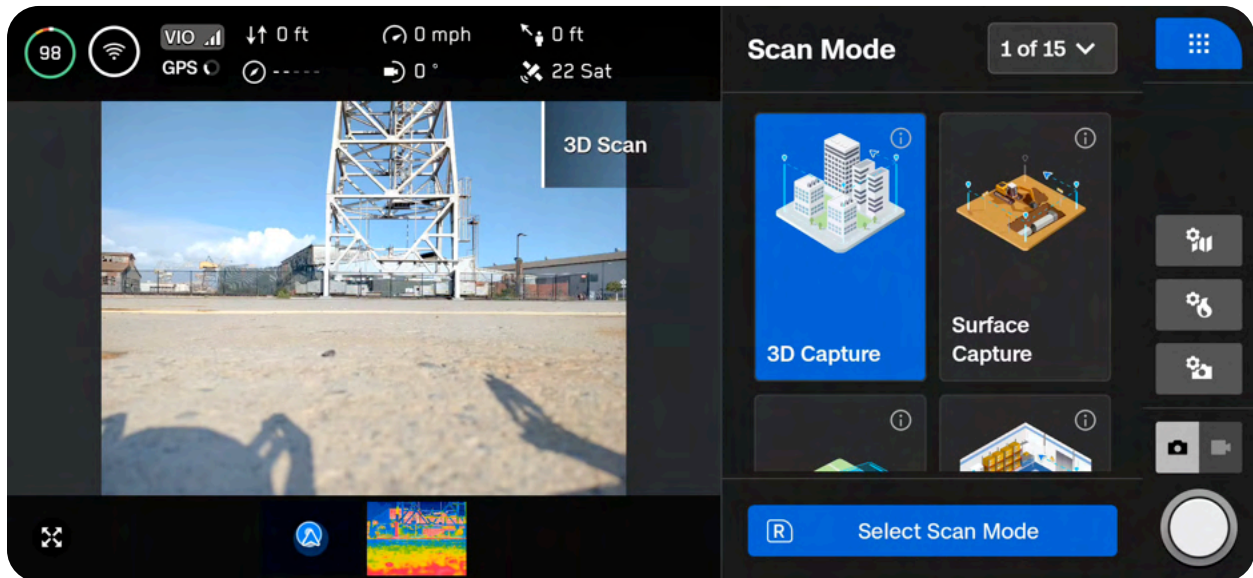 98
VIO
GPS
0 ft
0 mph
0 °
0 ft
22 Sat
-----
3D Scan
Scan Mode
1 of 15
3D Capture
Surface
Capture
R
Select Scan Mode